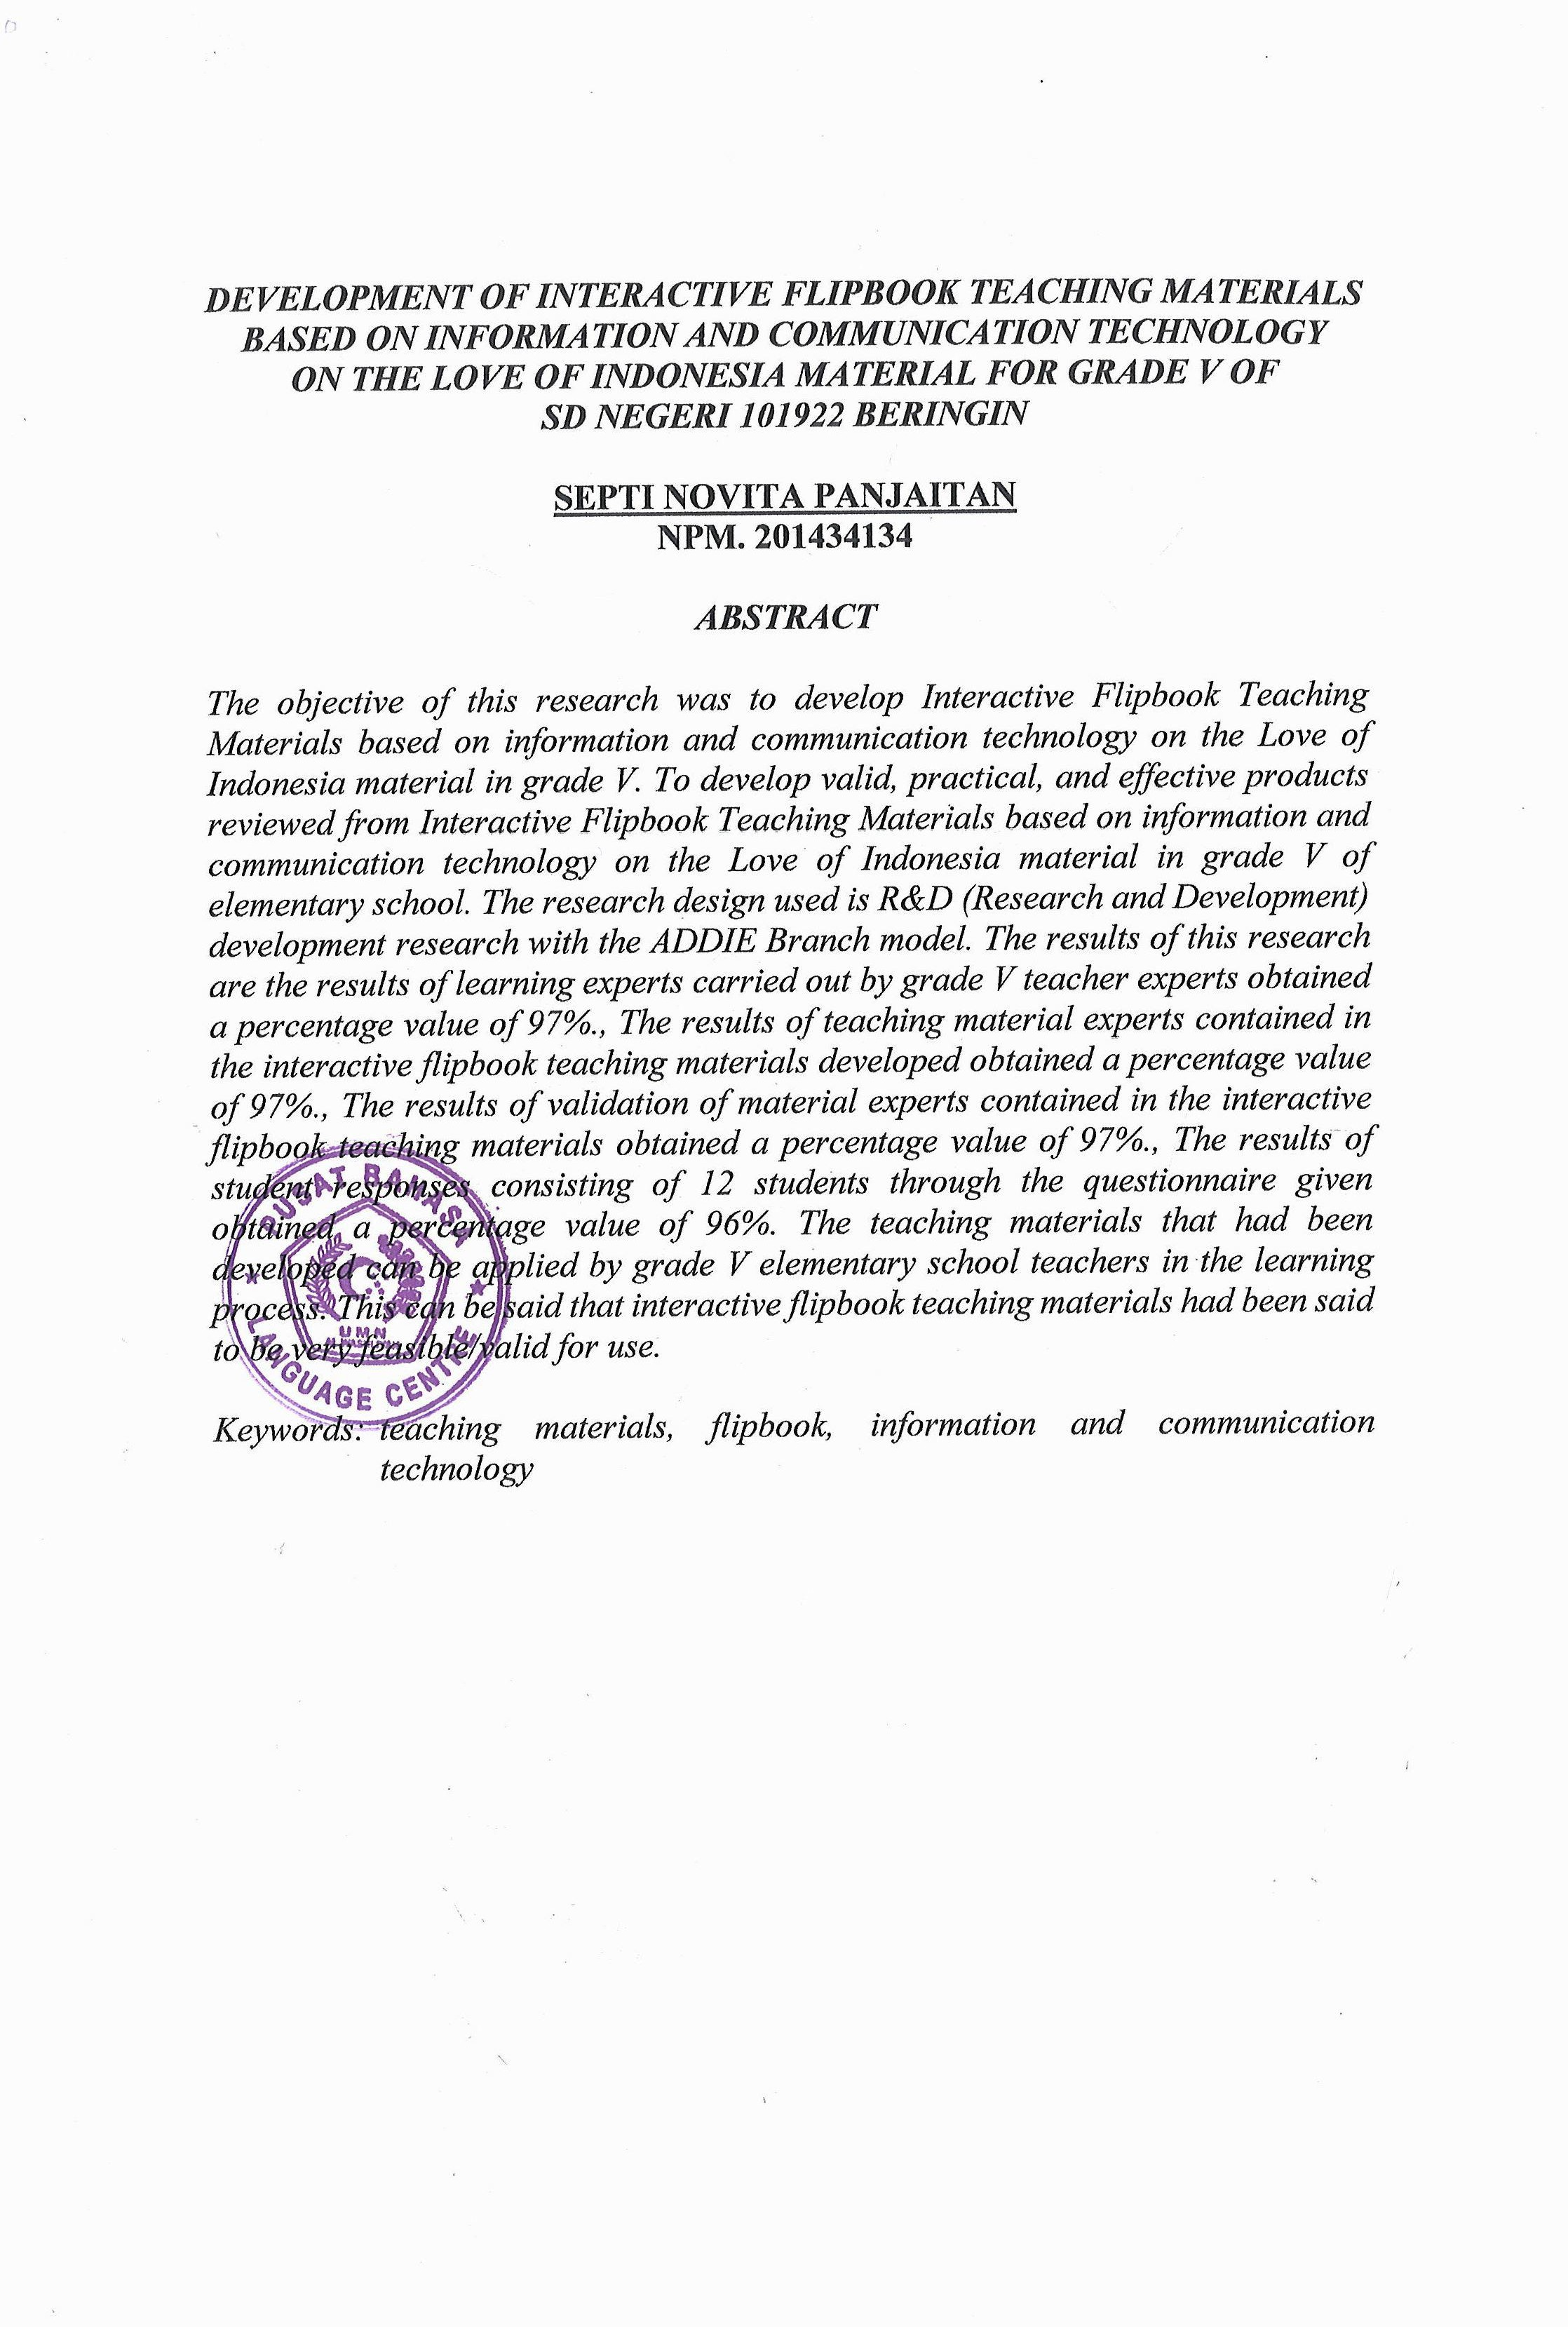 DEVELOPMENT OF INTERACTIVE FLIPBOOK TEACHING MATERIALS
BASED ON INFORMATION AND COMMUNICATION TECHNOLOGY
ON THE LOVE OF INDONESIA MATERIAL FOR GRADE V OF
SD NEGERI 101922 BERINGIN
SEPTI NOVITA PANJAITAN
NPM. 201434134
ABSTRACT
The objective of this research was to develop Interactive Flipbook Teaching
Materials based on information and communication technology on the Love of
Indonesia material in grade V. To develop valid, practical, and effective products
reviewed from Interactive Flipbook Teaching Materials based on information and
communication technology on the Love of Indonesia material in grade V of
elementary school. The research design used is R&D (Research and Development)
development research with the ADDIE Branch model. The results of this research
are the results of learning experts carried out by grade V teacher experts obtained
a percentage value of 97%., The results of teaching material experts contained in
the interactive flipbook teaching materials developed obtained a percentage value
of 97%., The results of validation of material experts contained in the interactive
flipbook teaching materials obtained a percentage value of 97%., The results of
student responses consisting of 12 students through the questionnaire given
obtained a percentage value of 96%. The teaching materials that had been
developed can be applied by grade V elementary school teachers in the learning
process. This can be said that interactive flipbook teaching materials had been said
to be very feasible/valid for use.
Keywords: teaching materials, flipbook, information and communication
technology
PUSAT BAHASA
UMN
LANGUAGE CENTRE